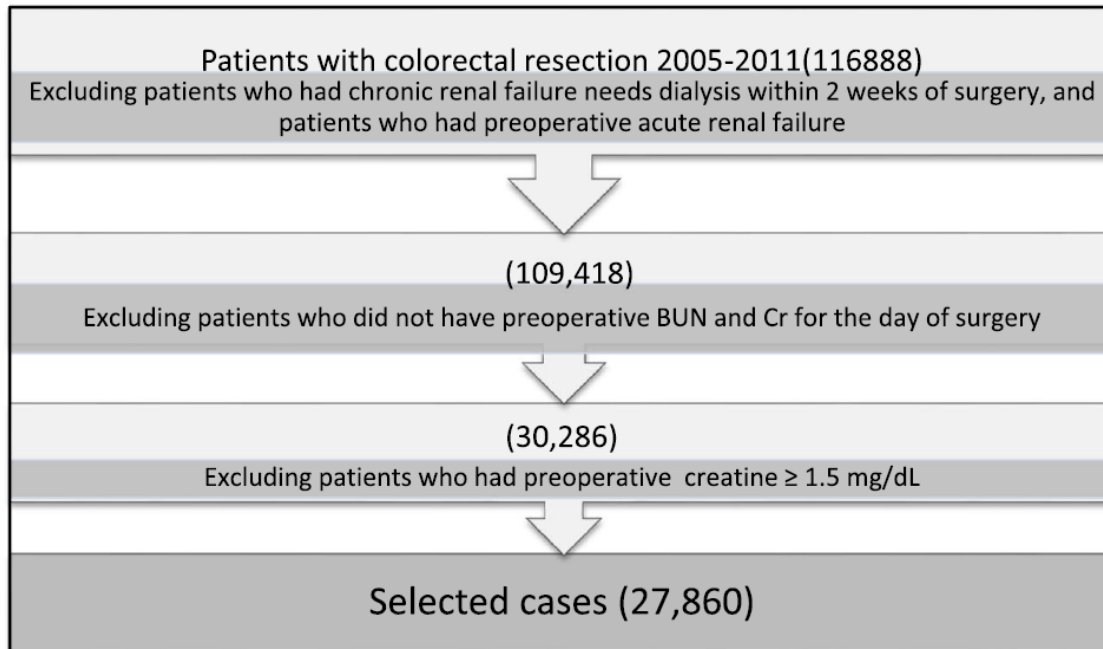 Patients with colorectal resection 2005-2011(116888)
Excluding patients who had chronic renal failure needs dialysis within 2 weeks of surgery, and
patients who had preoperative acute renal failure
(109,418)
Excluding patients who did not have preoperative BUN and Cr for the day of surgery
(30,286)
Excluding patients who had preoperative creatine ≥ 1.5 mg/dL
Selected cases (27,860)